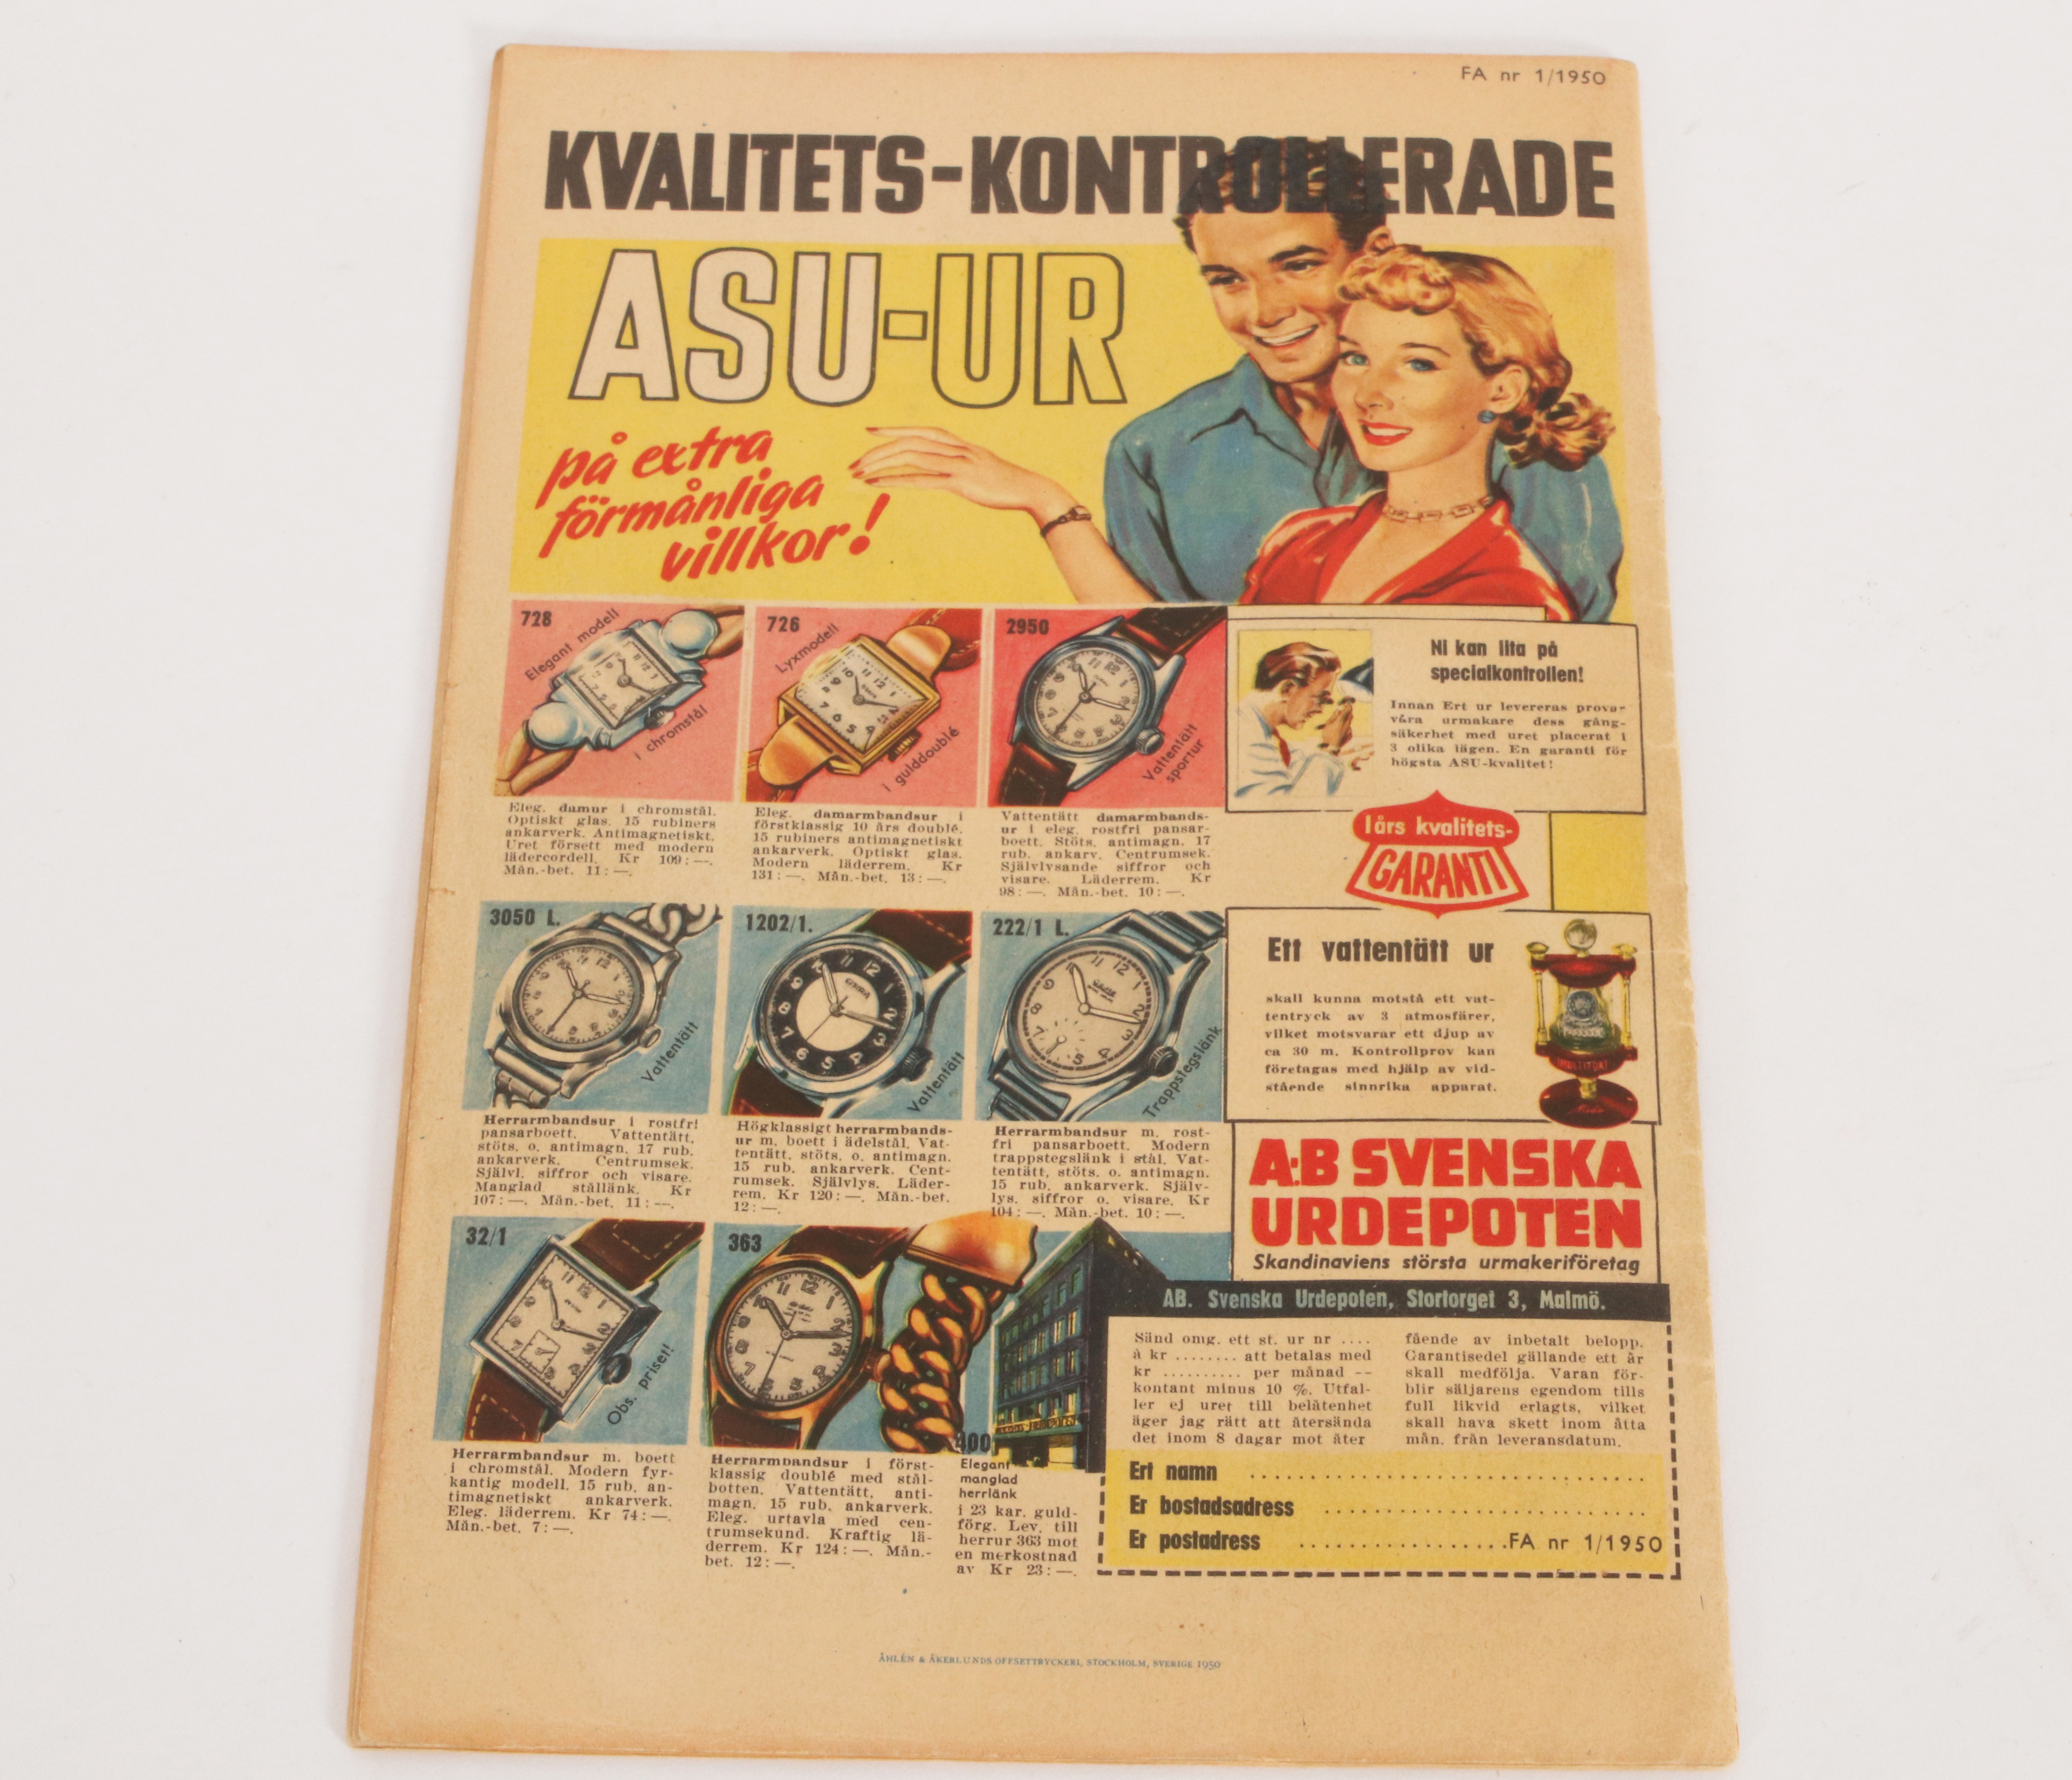 FA nr 1/1950
KVALITETS-KONTROLLERADE
ASU-UR
på extra
förmånliga
villkor!
728
Elegant modell
i chromstål
Eleg. damur i chromstål.
Optiskt glas. 15 rubiners
ankarverk. Antimagnetiskt.
Uret försett med modern
lädercordell. Kr 109:—.
Mån.-bet. 11:—.
726
Lyxmodell
i gulddoublé
Eleg. damarmbandsur i
förstklassig 10 års doublé.
15 rubiners antimagnetiskt
ankarverk. Optiskt glas.
Modern läderrem. Kr
131:—. Mån.-bet. 13:—.
2950
Vattentätt
sportur
Vattentätt damarmbands-
ur i eleg. rostfri pansar-
boett. Stöts. antimagn. 17
rub. ankarv. Centrumsek.
Självlysande siffror och
visare. Läderrem. Kr
98:—. Mån.-bet. 10:—.
Ni kan lita på
specialkontrollen!
Innan Ert ur levereras provar
våra urmakare dess gång-
säkerhet med uret placerat i
3 olika lägen. En garanti för
högsta ASU-kvalitet!
1 års kvalitets-
GARANTI
3050 L.
Vattentätt
Herrarmbandsur i rostfri
pansarboett. Vattentätt,
stöts. o. antimagn. 17 rub.
ankarverk. Centrumsek.
Självl. siffror och visare.
Manglad stållänk. Kr
107:—. Mån.-bet. 11:—.
1202/1.
Vattentätt
Högklassigt herrarmbands-
ur m. boett i ädelstål. Vat-
tentätt, stöts. o. antimagn.
15 rub. ankarverk. Cent-
rumsek. Självlys. Läder-
rem. Kr 120:—. Mån.-bet.
12:—.
222/1 L.
Trappstegslänk
Herrarmbandsur m. rost-
fri pansarboett. Modern
trappstegslänk i stål. Vat-
tentätt, stöts. o. antimagn.
15 rub. ankarverk. Själv-
lys. siffror o. visare. Kr
104:—. Mån.-bet. 10:—.
Ett vattentätt ur
skall kunna motstå ett vat-
tentryck av 3 atmosfärer,
vilket motsvarar ett djup av
ca 30 m. Kontrollprov kan
företagas med hjälp av vid-
stående sinnrika apparat.
A:B SVENSKA
URDEPOTEN
Skandinaviens största urmakeriföretag
32/1
Obs. priset!
Herrarmbandsur m. boett
i chromstål. Modern fyr-
kantig modell. 15 rub. an-
timagnetiskt ankarverk.
Eleg. läderrem. Kr 74:—.
Mån.-bet. 7:—.
363
Herrarmbandsur i först-
klassig doublé med stål-
botten. Vattentätt, anti-
magn. 15 rub. ankarverk.
Eleg. urtavla med cen-
trumsekund. Kraftig lä-
derrem. Kr 124:—. Mån.-
bet. 12:—.
400
Elegant
manglad
herrlänk
i 23 kar. guld-
förg. Lev. till
herrur 363 mot
en merkostnad
av Kr 23:—.
AB. Svenska Urdepoten, Stortorget 3, Malmö.
Sänd omg. ett st. ur nr ....
à kr ........ att betalas med
kr .......... per månad --
kontant minus 10 %. Utfal-
ler ej uret till belåtenhet
äger jag rätt att återsända
det inom 8 dagar mot åter
fående av inbetalt belopp.
Garantisedel gällande ett år
skall medfölja. Varan för-
blir säljarens egendom tills
full likvid erlagts, vilket
skall hava skett inom åtta
mån. från leveransdatum.
Ert namn ........................................
Er bostadsadress ................................
Er postadress ..................FA nr 1/1950
ÅHLÉN & ÅKERLUNDS OFFSETTRYCKERI, STOCKHOLM, SVERIGE 1950